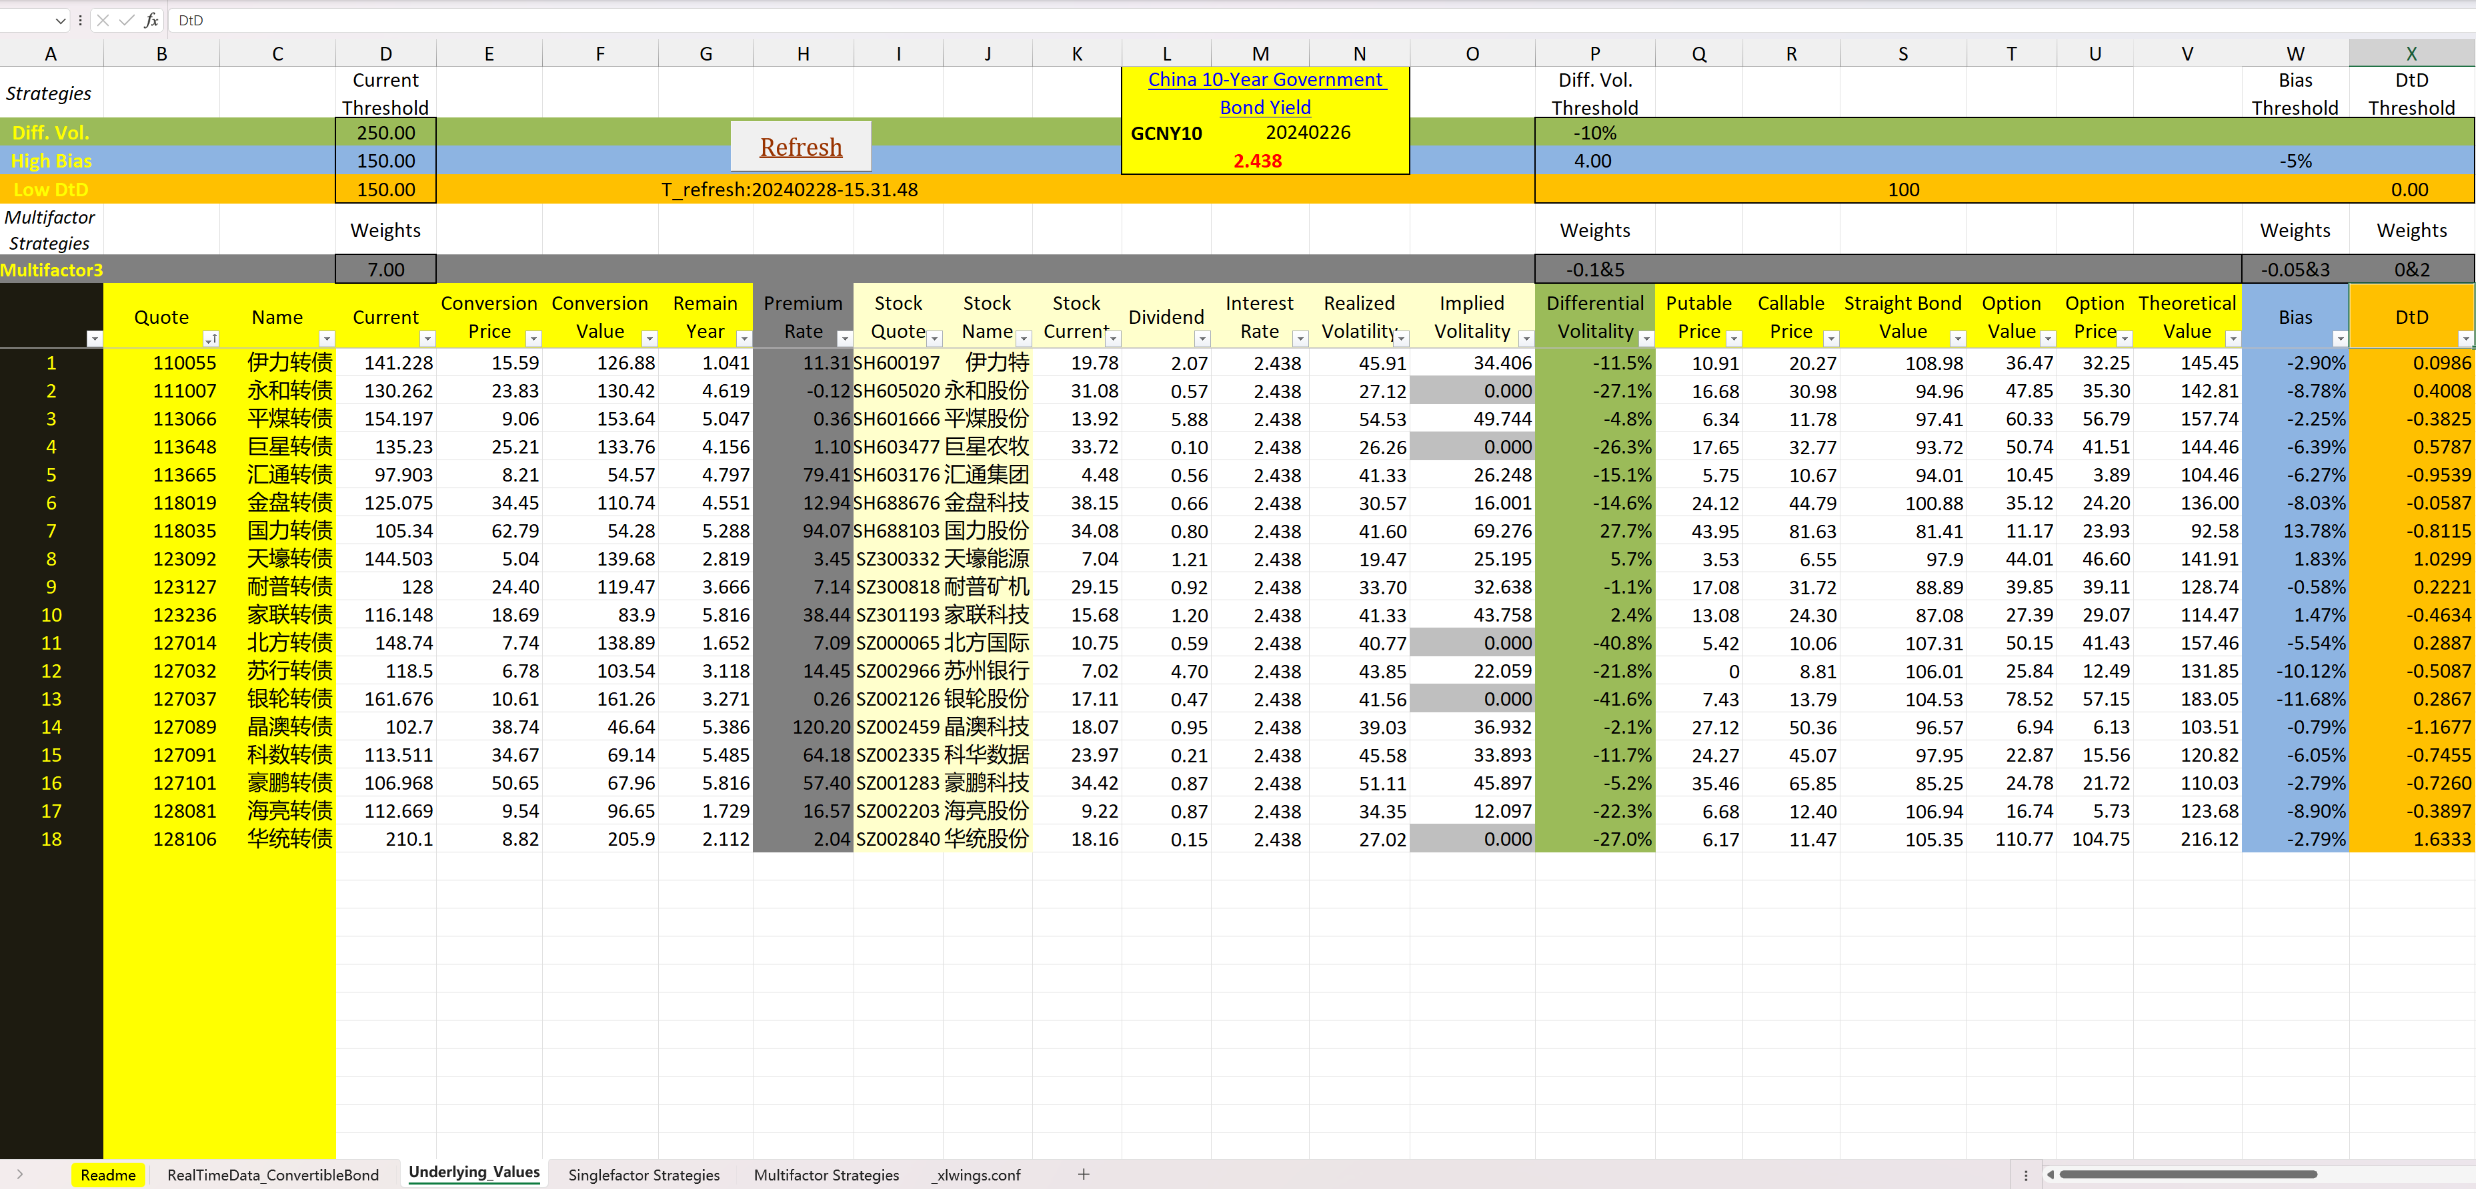 fx DtD
A B C D E F G H I J K L M N O P Q R S T U V W X
Strategies Current Threshold China 10-Year Government Bond Yield Diff. Vol. Threshold Bias Threshold DtD Threshold
Diff. Vol. 250.00 Refresh GCNY10 20240226 -10%
High Bias 150.00 2.438 4.00 -5%
Low DtD 150.00 T_refresh:20240228-15.31.48 100 0.00
Multifactor Strategies Weights Weights Weights Weights
Multifactor3 7.00 -0.1&5 -0.05&3 0&2
Quote Name Current Conversion Price Conversion Value Remain Year Premium Rate Stock Quote Stock Name Stock Current Dividend Interest Rate Realized Volatility Implied Volitality Differential Volitality Putable Price Callable Price Straight Bond Value Option Value Option Price Theoretical Value Bias DtD
1 110055 伊力转债 141.228 15.59 126.88 1.041 11.31 SH600197 伊力特 19.78 2.07 2.438 45.91 34.406 -11.5% 10.91 20.27 108.98 36.47 32.25 145.45 -2.90% 0.0986
2 111007 永和转债 130.262 23.83 130.42 4.619 -0.12 SH605020 永和股份 31.08 0.57 2.438 27.12 0.000 -27.1% 16.68 30.98 94.96 47.85 35.30 142.81 -8.78% 0.4008
3 113066 平煤转债 154.197 9.06 153.64 5.047 0.36 SH601666 平煤股份 13.92 5.88 2.438 54.53 49.744 -4.8% 6.34 11.78 97.41 60.33 56.79 157.74 -2.25% -0.3825
4 113648 巨星转债 135.23 25.21 133.76 4.156 1.10 SH603477 巨星农牧 33.72 0.10 2.438 26.26 0.000 -26.3% 17.65 32.77 93.72 50.74 41.51 144.46 -6.39% 0.5787
5 113665 汇通转债 97.903 8.21 54.57 4.797 79.41 SH603176 汇通集团 4.48 0.56 2.438 41.33 26.248 -15.1% 5.75 10.67 94.01 10.45 3.89 104.46 -6.27% -0.9539
6 118019 金盘转债 125.075 34.45 110.74 4.551 12.94 SH688676 金盘科技 38.15 0.66 2.438 30.57 16.001 -14.6% 24.12 44.79 100.88 35.12 24.20 136.00 -8.03% -0.0587
7 118035 国力转债 105.34 62.79 54.28 5.288 94.07 SH688103 国力股份 34.08 0.80 2.438 41.60 69.276 27.7% 43.95 81.63 81.41 11.17 23.93 92.58 13.78% -0.8115
8 123092 天壕转债 144.503 5.04 139.68 2.819 3.45 SZ300332 天壕能源 7.04 1.21 2.438 19.47 25.195 5.7% 3.53 6.55 97.9 44.01 46.60 141.91 1.83% 1.0299
9 123127 耐普转债 128 24.40 119.47 3.666 7.14 SZ300818 耐普矿机 29.15 0.92 2.438 33.70 32.638 -1.1% 17.08 31.72 88.89 39.85 39.11 128.74 -0.58% 0.2221
10 123236 家联转债 116.148 18.69 83.9 5.816 38.44 SZ301193 家联科技 15.68 1.20 2.438 41.33 43.758 2.4% 13.08 24.30 87.08 27.39 29.07 114.47 1.47% -0.4634
11 127014 北方转债 148.74 7.74 138.89 1.652 7.09 SZ000065 北方国际 10.75 0.59 2.438 40.77 0.000 -40.8% 5.42 10.06 107.31 50.15 41.43 157.46 -5.54% 0.2887
12 127032 苏行转债 118.5 6.78 103.54 3.118 14.45 SZ002966 苏州银行 7.02 4.70 2.438 43.85 22.059 -21.8% 0 8.81 106.01 25.84 12.49 131.85 -10.12% -0.5087
13 127037 银轮转债 161.676 10.61 161.26 3.271 0.26 SZ002126 银轮股份 17.11 0.47 2.438 41.56 0.000 -41.6% 7.43 13.79 104.53 78.52 57.15 183.05 -11.68% 0.2867
14 127089 晶澳转债 102.7 38.74 46.64 5.386 120.20 SZ002459 晶澳科技 18.07 0.95 2.438 39.03 36.932 -2.1% 27.12 50.36 96.57 6.94 6.13 103.51 -0.79% -1.1677
15 127091 科数转债 113.511 34.67 69.14 5.485 64.18 SZ002335 科华数据 23.97 0.21 2.438 45.58 33.893 -11.7% 24.27 45.07 97.95 22.87 15.56 120.82 -6.05% -0.7455
16 127101 豪鹏转债 106.968 50.65 67.96 5.816 57.40 SZ001283 豪鹏科技 34.42 0.87 2.438 51.11 45.897 -5.2% 35.46 65.85 85.25 24.78 21.72 110.03 -2.79% -0.7260
17 128081 海亮转债 112.669 9.54 96.65 1.729 16.57 SZ002203 海亮股份 9.22 0.87 2.438 34.35 12.097 -22.3% 6.68 12.40 106.94 16.74 5.73 123.68 -8.90% -0.3897
18 128106 华统转债 210.1 8.82 205.9 2.112 2.04 SZ002840 华统股份 18.16 0.15 2.438 27.02 0.000 -27.0% 6.17 11.47 105.35 110.77 104.75 216.12 -2.79% 1.6333
Readme RealTimeData_ConvertibleBond Underlying_Values Singlefactor Strategies Multifactor Strategies _xlwings.conf +